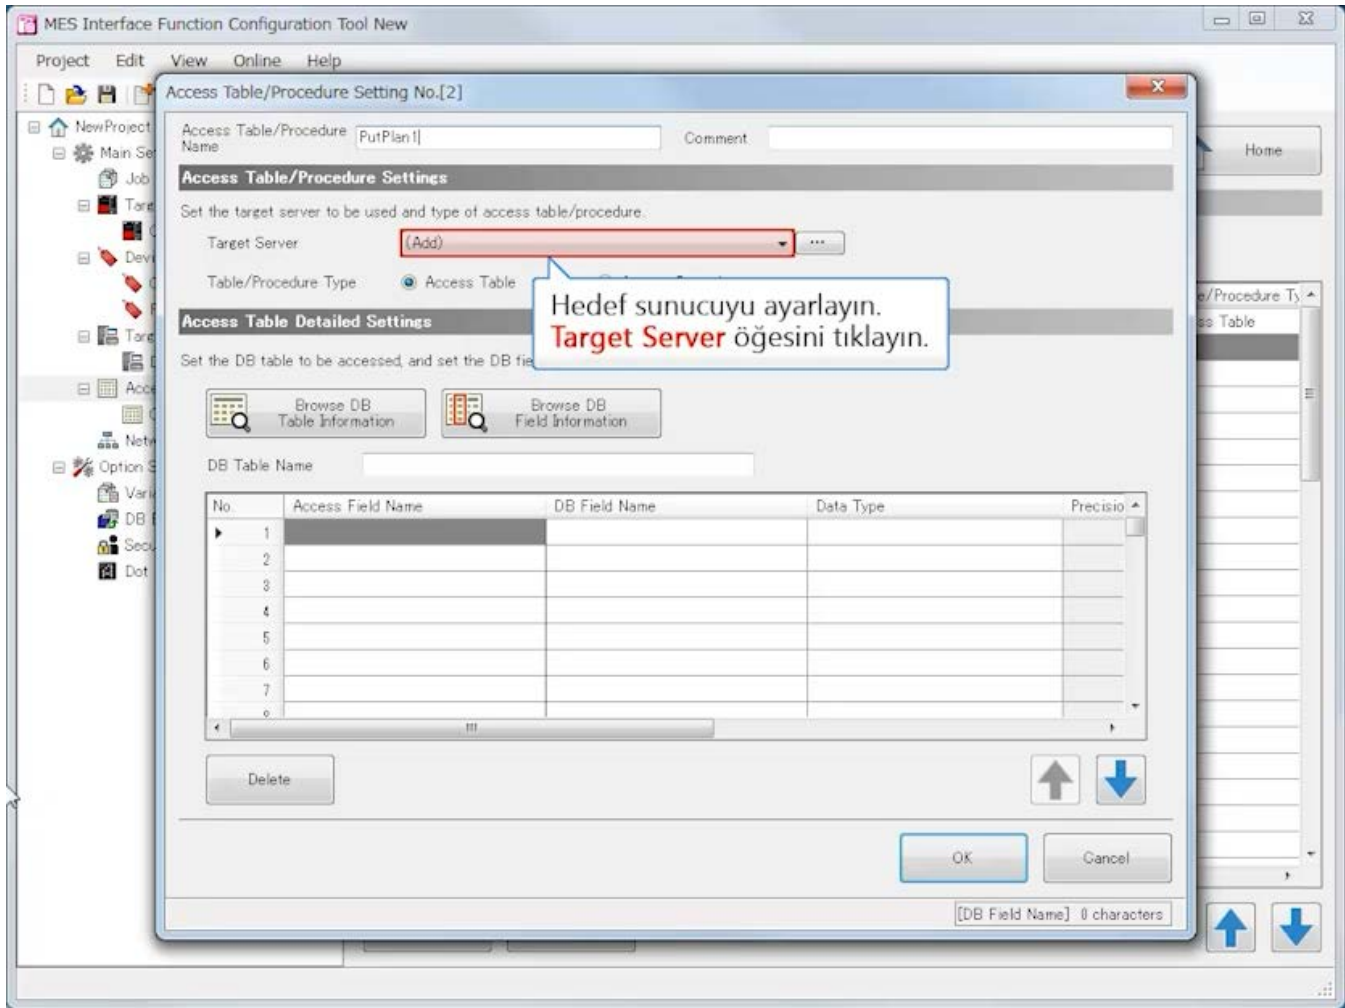 MES Interface Function Configuration Tool New
Project Edit View Online Help
Access Table/Procedure Setting No.[2]
NewProject
Main Se
Job
Option S
Dot
Access Table/Procedure
Name
PutPlan1
Comment
Home
Access Table/Procedure Settings
Set the target server to be used and type of access table/procedure.
Target Server
(Add)
...
Table/Procedure Type
Access Table
Hedef sunucuyu ayarlayın.
Target Server öğesini tıklayın.
Access Table Detailed Settings
Set the DB table to be accessed, and set the DB fie
Browse DB
Table Information
Browse DB
Field Information
DB Table Name
No. Access Field Name DB Field Name Data Type Precisio
1
2
3
4
5
6
7
Delete
OK
Cancel
[DB Field Name] 0 characters